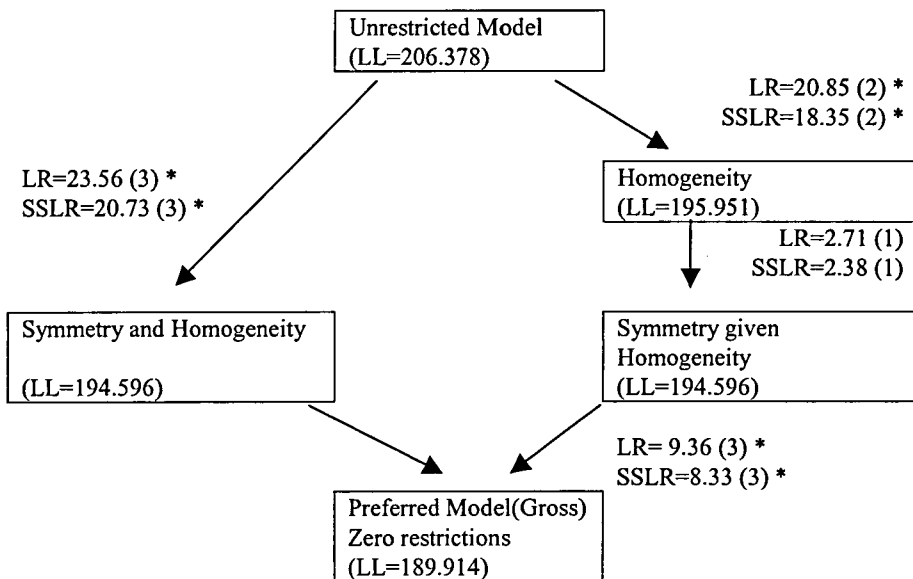 Unrestricted Model
(LL=206.378)
LR=20.85 (2) *
SSLR=18.35 (2) *
LR=23.56 (3) *
SSLR=20.73 (3) *
Homogeneity
(LL=195.951)
LR=2.71 (1)
SSLR=2.38 (1)
Symmetry and Homogeneity
(LL=194.596)
Symmetry given
Homogeneity
(LL=194.596)
LR= 9.36 (3) *
SSLR=8.33 (3) *
Preferred Model(Gross)
Zero restrictions
(LL=189.914)